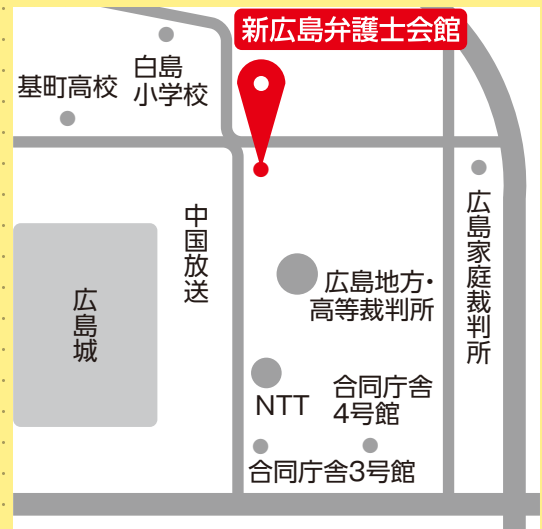 新広島弁護士会館
白島
小学校
基町高校
中国放送
広島家庭裁判所
広島地方・
高等裁判所
広島城
合同庁舎
4号館
NTT
合同庁舎3号館